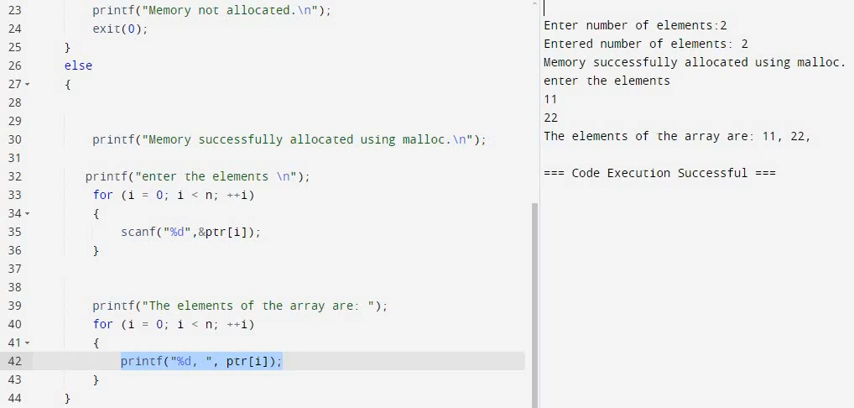 23 printf("Memory not allocated.\n");
24 exit(0);
25 }
26 else
27 {
28
29
30 printf("Memory successfully allocated using malloc.\n");
31
32 printf("enter the elements \n");
33 for (i = 0; i < n; ++i)
34 {
35 scanf("%d",&ptr[i]);
36 }
37
38
39 printf("The elements of the array are: ");
40 for (i = 0; i < n; ++i)
41 {
42 printf("%d, ", ptr[i]);
43 }
44 }
Enter number of elements:2
Entered number of elements: 2
Memory successfully allocated using malloc.
enter the elements
11
22
The elements of the array are: 11, 22,
=== Code Execution Successful ===